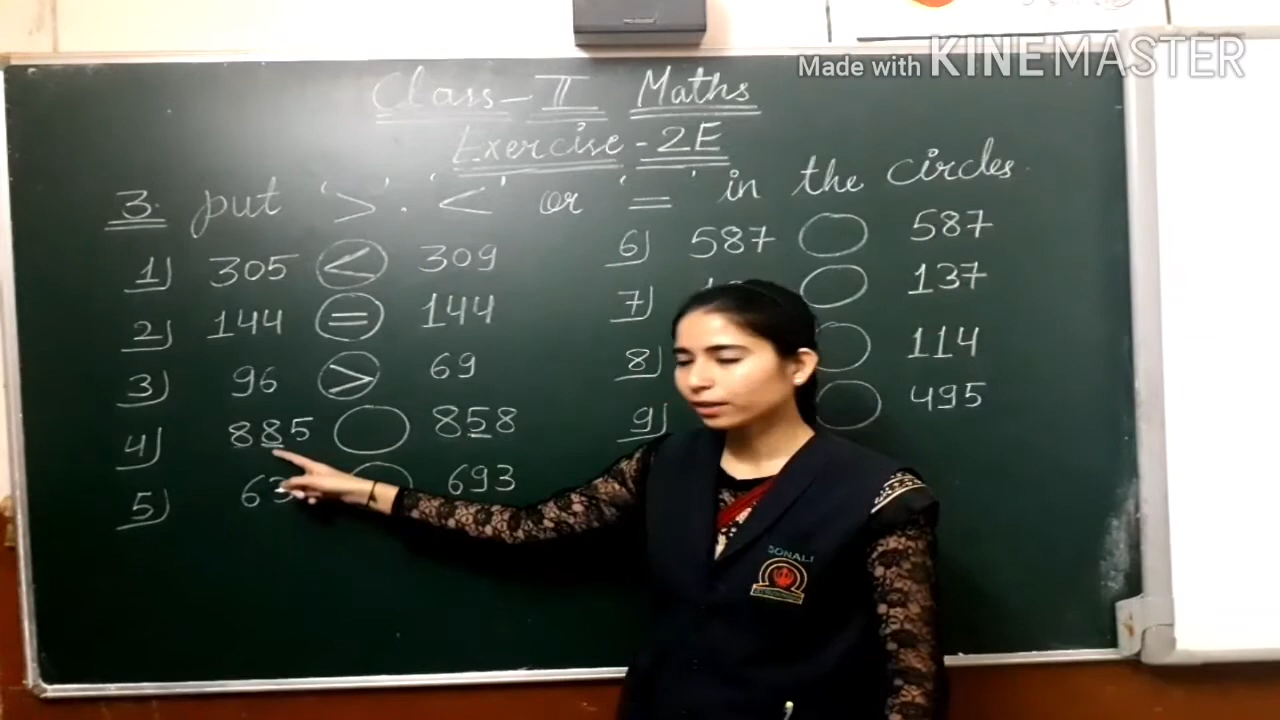 Made with KINEMASTER
Class - II Maths
Exercise - 2E
3. put '>' . '<' or '=' in the circles
1) 305 < 309
2) 144 = 144
3) 96 > 69
4) 885 858
5) 693
6) 587 587
7) 137
8) 114
9) 495
SONALI